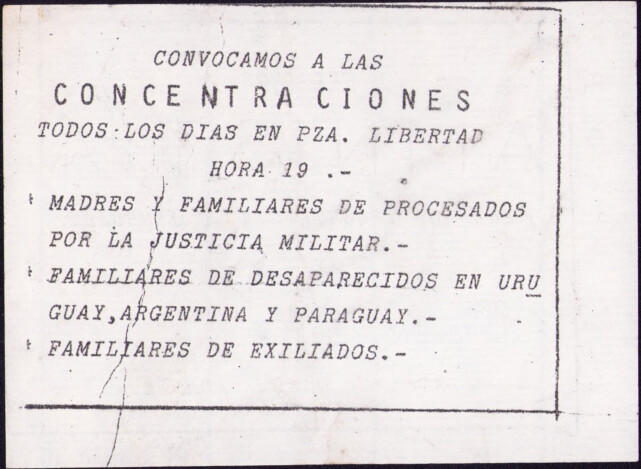 CONVOCAMOS A LAS
CONCENTRACIONES
TODOS LOS DIAS EN PZA. LIBERTAD
HORA 19 .-
* MADRES Y FAMILIARES DE PROCESADOS
POR LA JUSTICIA MILITAR.-
* FAMILIARES DE DESAPARECIDOS EN URU
GUAY, ARGENTINA Y PARAGUAY.-
* FAMILIARES DE EXILIADOS.-